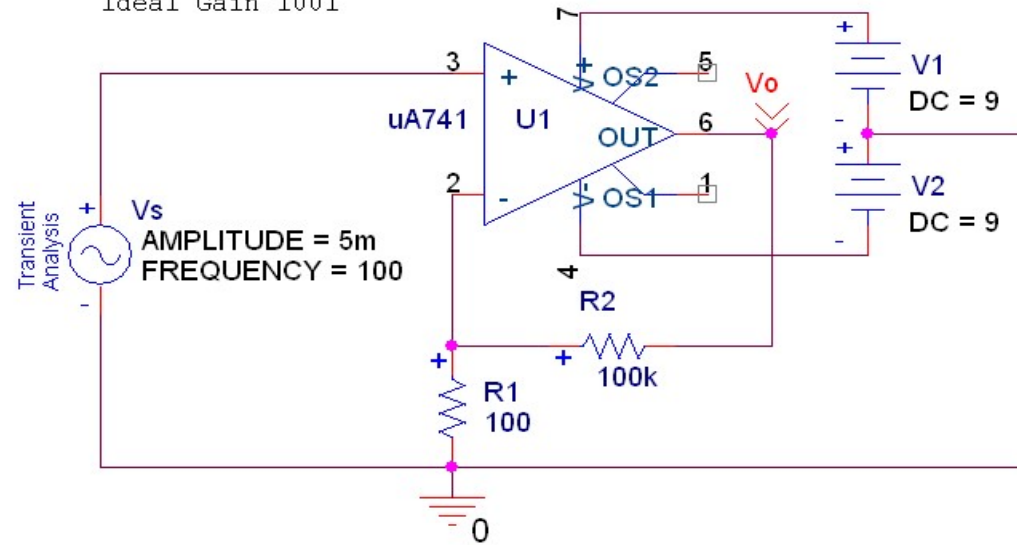 Ideal Gain 1001
7
+
3
+
V+
OS2
5
Vo
V1
DC = 9
-
uA741
U1
OUT
6
+
2
-
V-
OS1
1
V2
DC = 9
-
Transient
Analysis
+
Vs
AMPLITUDE = 5m
FREQUENCY = 100
-
4
R2
+
+
100k
R1
100
0